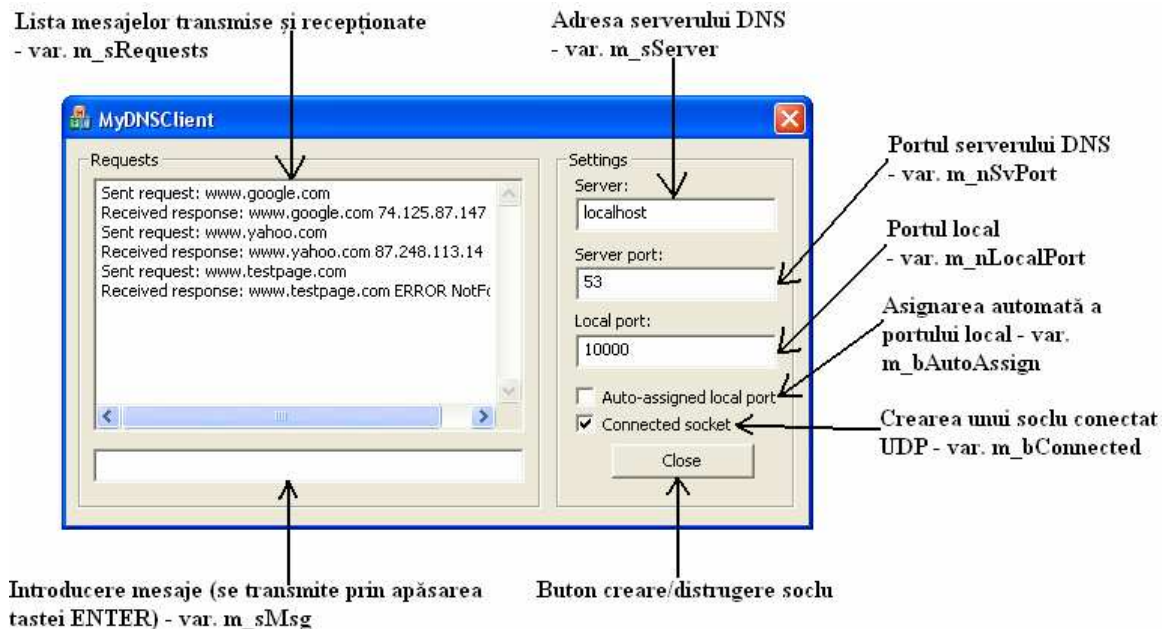 Lista mesajelor transmise și recepționate
- var. m_sRequests
Adresa serverului DNS
- var. m_sServer
MyDNSClient
Requests
Sent request: www.google.com
Received response: www.google.com 74.125.87.147
Sent request: www.yahoo.com
Received response: www.yahoo.com 87.248.113.14
Sent request: www.testpage.com
Received response: www.testpage.com ERROR NotFo
Settings
Server:
localhost
Server port:
53
Local port:
10000
Auto-assigned local port
Connected socket
Close
Portul serverului DNS
- var. m_nSvPort
Portul local
- var. m_nLocalPort
Asignarea automată a
portului local - var.
m_bAutoAssign
Crearea unui soclu conectat
UDP - var. m_bConnected
Introducere mesaje (se transmite prin apăsarea
tastei ENTER) - var. m_sMsg
Buton creare/distrugere soclu